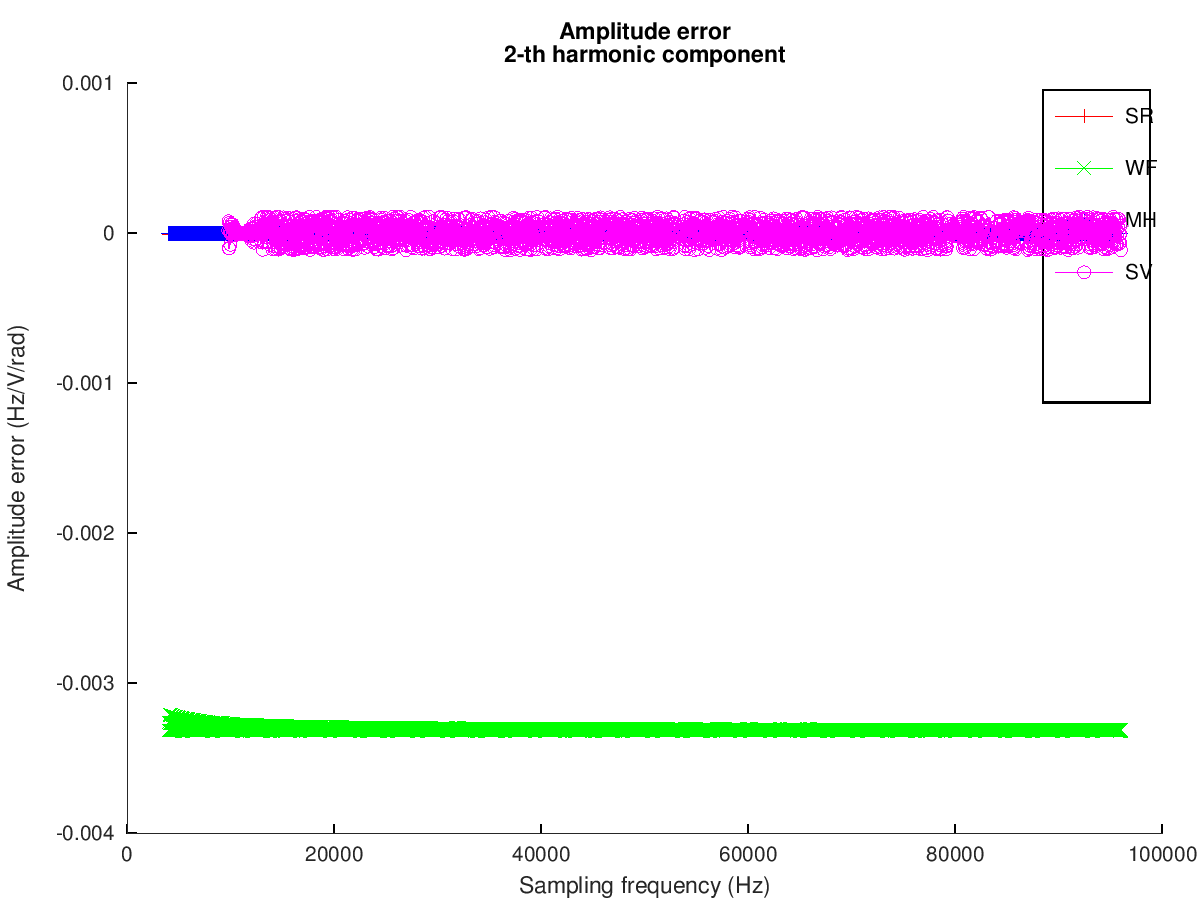 Amplitude error
2-th harmonic component
0.001
0
-0.001
-0.002
-0.003
-0.004
0
20000
40000
60000
80000
100000
Sampling frequency (Hz)
Amplitude error (Hz/V/rad)
SR
WF
MH
SV